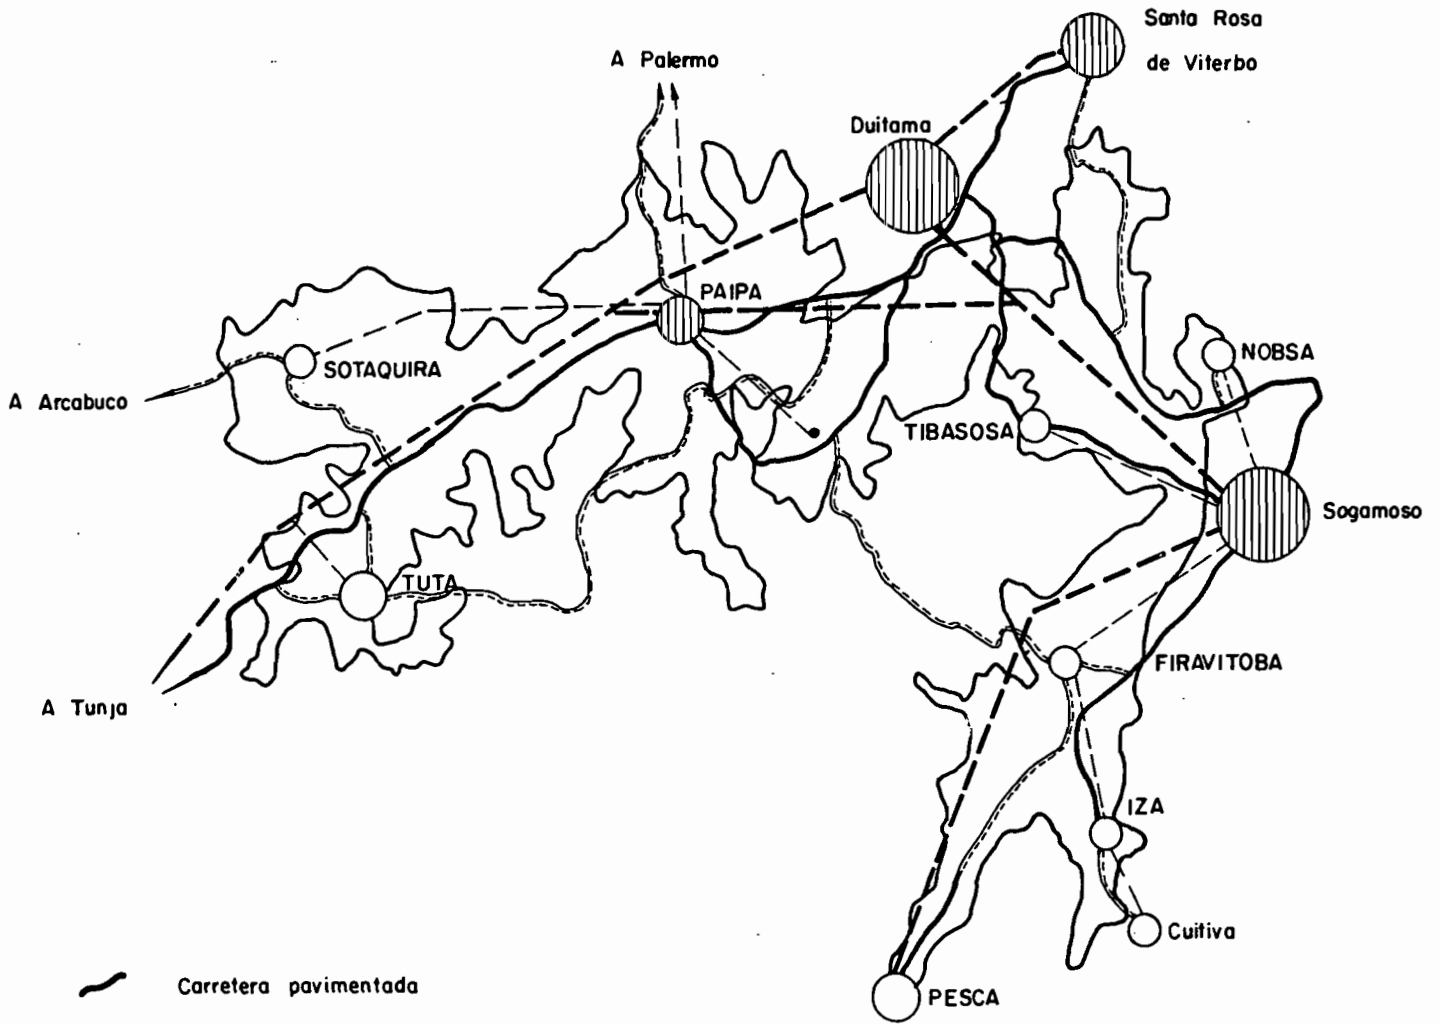 Santa Rosa
de Viterbo
A Palermo
Duitama
PAIPA
SOTAQUIRA
NOBSA
A Arcabuco
TIBASOSA
Sogamoso
TUTA
FIRAVITOBA
A Tunja
IZA
Cuitiva
Carretera pavimentada
PESCA